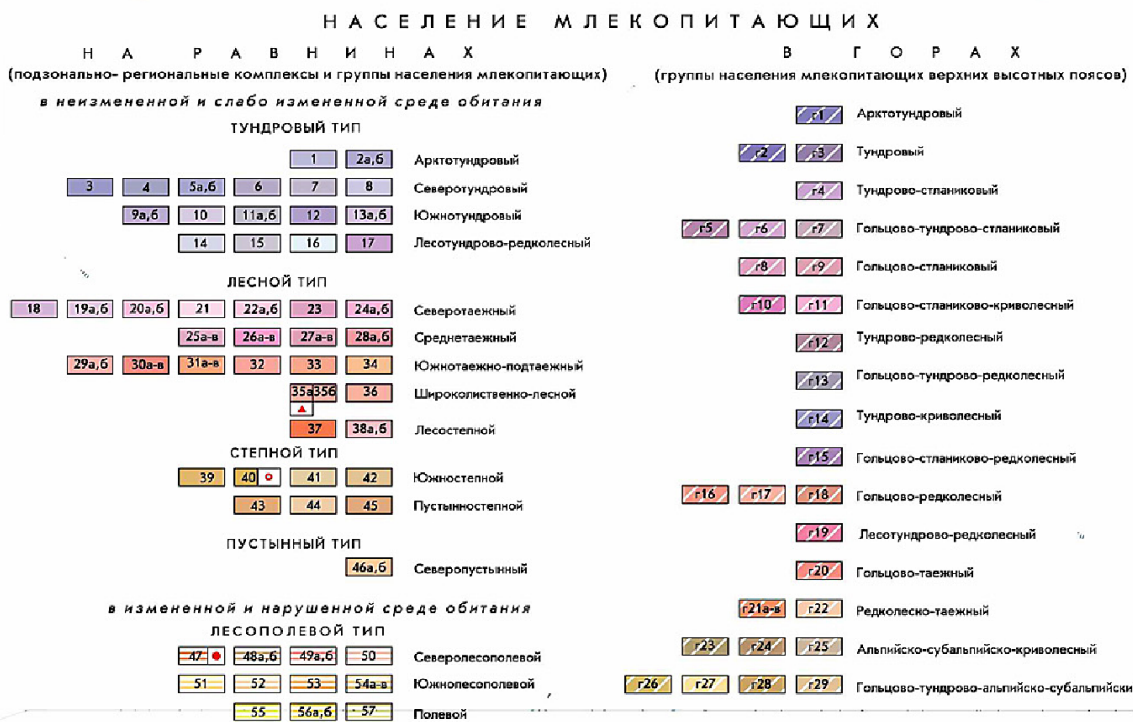 НАСЕЛЕНИЕ МЛЕКОПИТАЮЩИХ
НА РАВНИНАХ
(подзонально- региональные комплексы и группы населения млекопитающих)
в неизмененной и слабо измененной среде обитания
ТУНДРОВЫЙ ТИП
1 2а,б Арктотундровый
3 4 5а,б 6 7 8 Северотундровый
9а,б 10 11а,б 12 13а,б Южнотундровый
14 15 16 17 Лесотундрово-редколесный
ЛЕСНОЙ ТИП
18 19а,б 20а,б 21 22а,б 23 24а,б Северотаежный
25а-в 26а-в 27а-в 28а,б Среднетаежный
29а,б 30а-в 31а-в 32 33 34 Южнотаежно-подтаежный
35а 35б 36 Широколиственно-лесной
37 38а,б Лесостепной
СТЕПНОЙ ТИП
39 40 41 42 Южностепной
43 44 45 Пустынностепной
ПУСТЫННЫЙ ТИП
46а,б Северопустынный
в измененной и нарушенной среде обитания
ЛЕСОПОЛЕВОЙ ТИП
47 48а,б 49а,б 50 Северолесополевой
51 52 53 54а-в Южнолесополевой
55 56а,б 57 Полевой
В ГОРАХ
(группы населения млекопитающих верхних высотных поясов)
г1 Арктотундровый
г2 г3 Тундровый
г4 Тундрово-стланиковый
г5 г6 г7 Гольцово-тундрово-стланиковый
г8 г9 Гольцово-стланиковый
г10 г11 Гольцово-стланиково-криволесный
г12 Тундрово-редколесный
г13 Гольцово-тундрово-редколесный
г14 Тундрово-криволесный
г15 Гольцово-стланиково-редколесный
г16 г17 г18 Гольцово-редколесный
г19 Лесотундрово-редколесный
г20 Гольцово-таежный
г21а-в г22 Редколесно-таежный
г23 г24 г25 Альпийско-субальпийско-криволесный
г26 г27 г28 г29 Гольцово-тундрово-альпийско-субальпийски